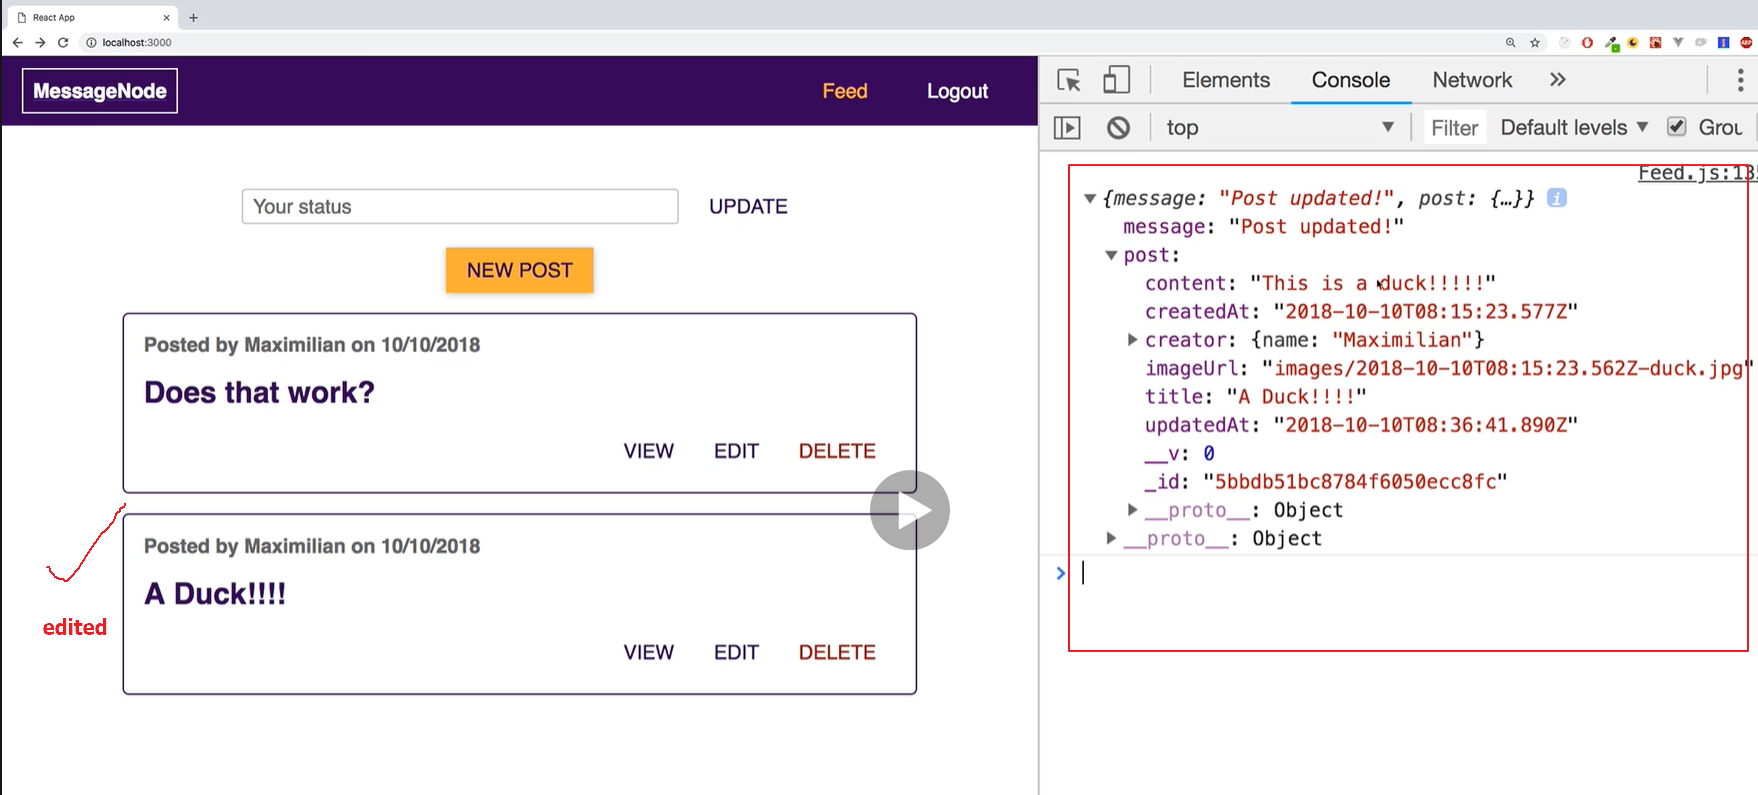 React App
localhost:3000
MessageNode
Feed
Logout
Your status
UPDATE
NEW POST
Posted by Maximilian on 10/10/2018
Does that work?
VIEW EDIT DELETE
Posted by Maximilian on 10/10/2018
A Duck!!!!
VIEW EDIT DELETE
edited
Elements Console Network
top Filter Default levels Grou
Feed.js:135
{message: "Post updated!", post: {…}} i
message: "Post updated!"
post:
content: "This is a duck!!!!!"
createdAt: "2018-10-10T08:15:23.577Z"
creator: {name: "Maximilian"}
imageUrl: "images/2018-10-10T08:15:23.562Z-duck.jpg"
title: "A Duck!!!!"
updatedAt: "2018-10-10T08:36:41.890Z"
__v: 0
_id: "5bbdb51bc8784f6050ecc8fc"
__proto__: Object
__proto__: Object